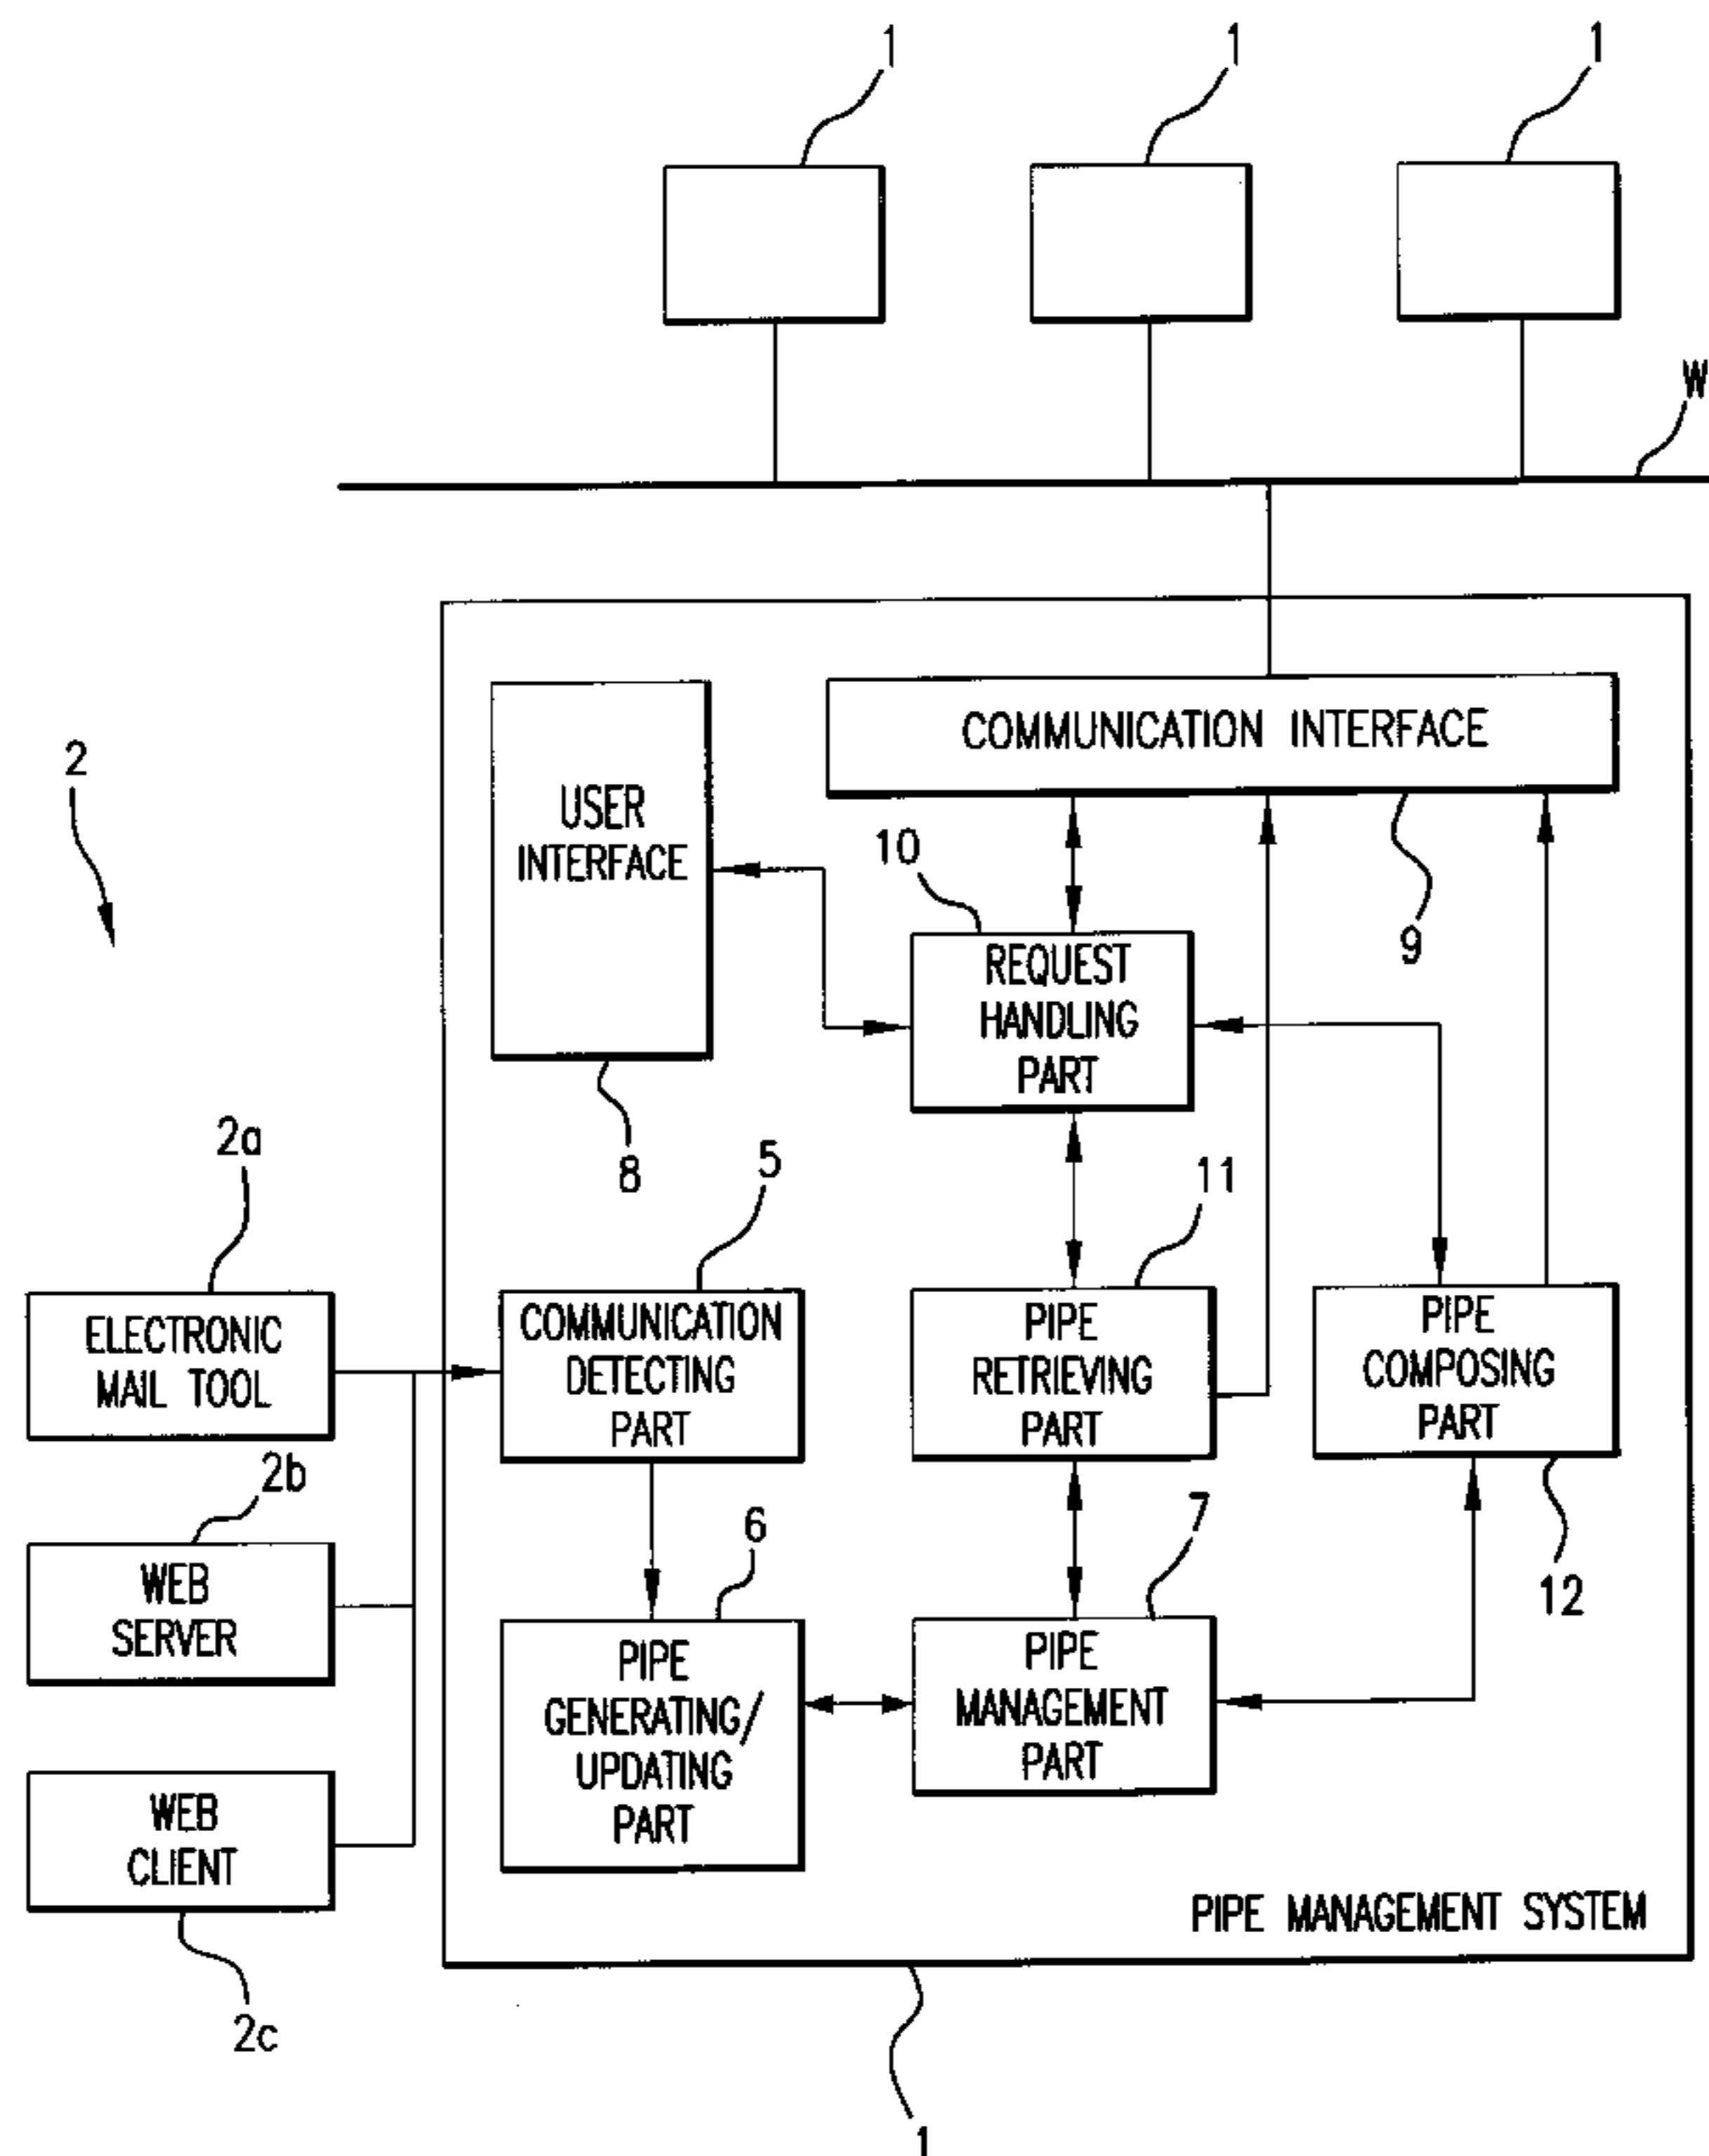 1 1 1
W
COMMUNICATION INTERFACE
2
USER
INTERFACE
10
9
REQUEST
HANDLING
PART
2a
8
5
11
ELECTRONIC
MAIL TOOL
COMMUNICATION
DETECTING
PART
PIPE
RETRIEVING
PART
PIPE
COMPOSING
PART
2b
6
7
12
WEB
SERVER
PIPE
GENERATING/
UPDATING
PART
PIPE
MANAGEMENT
PART
WEB
CLIENT
PIPE MANAGEMENT SYSTEM
2c
1